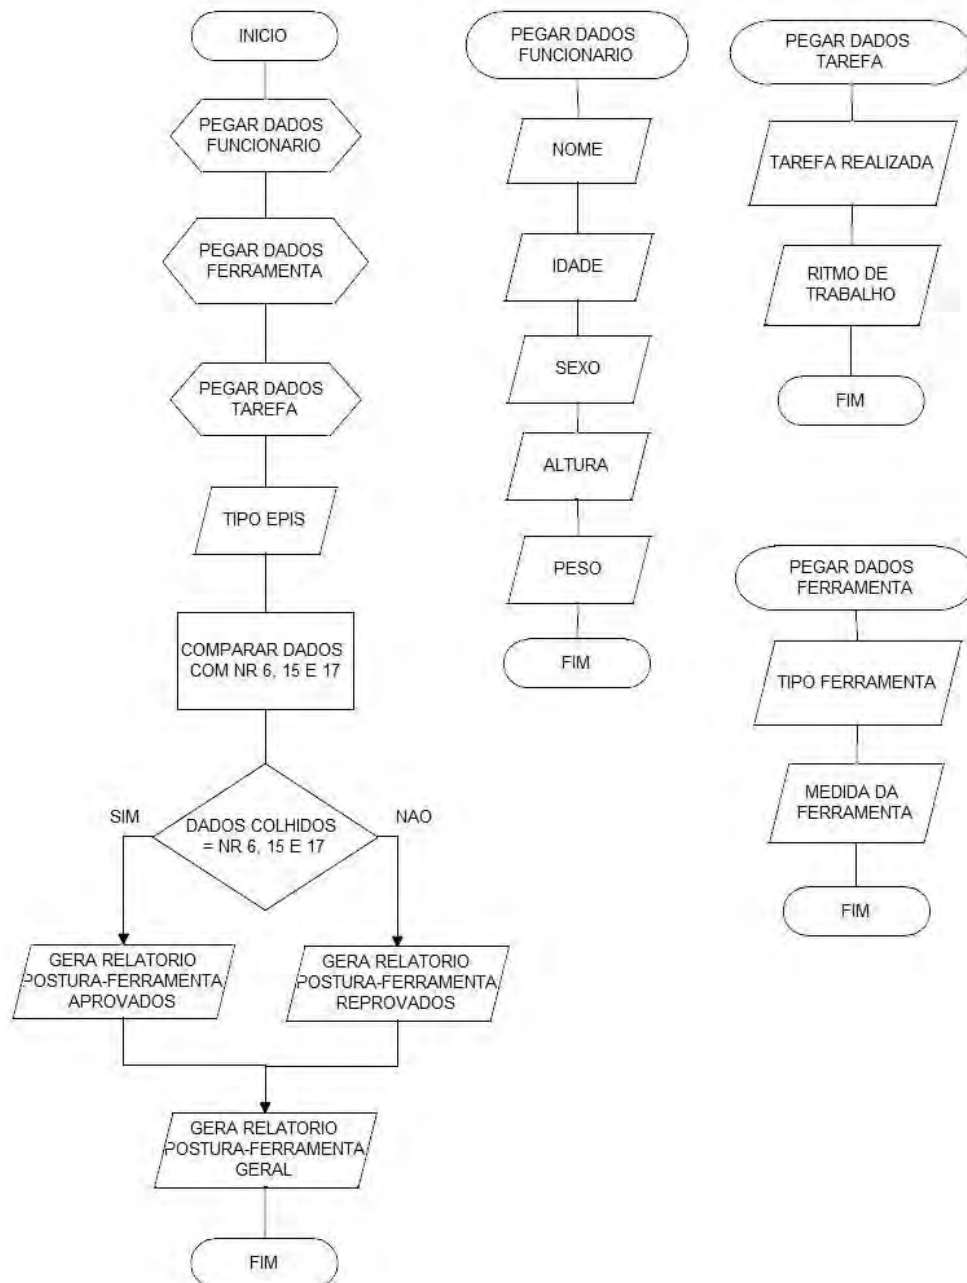 INICIO
PEGAR DADOS
FUNCIONARIO
PEGAR DADOS
FERRAMENTA
PEGAR DADOS
TAREFA
TIPO EPIS
COMPARAR DADOS
COM NR 6, 15 E 17
DADOS COLHIDOS
= NR 6, 15 E 17
SIM
NAO
GERA RELATORIO
POSTURA-FERRAMENTA
APROVADOS
GERA RELATORIO
POSTURA-FERRAMENTA
REPROVADOS
GERA RELATORIO
POSTURA-FERRAMENTA
GERAL
FIM
PEGAR DADOS
FUNCIONARIO
NOME
IDADE
SEXO
ALTURA
PESO
FIM
PEGAR DADOS
TAREFA
TAREFA REALIZADA
RITMO DE
TRABALHO
FIM
PEGAR DADOS
FERRAMENTA
TIPO FERRAMENTA
MEDIDA DA
FERRAMENTA
FIM